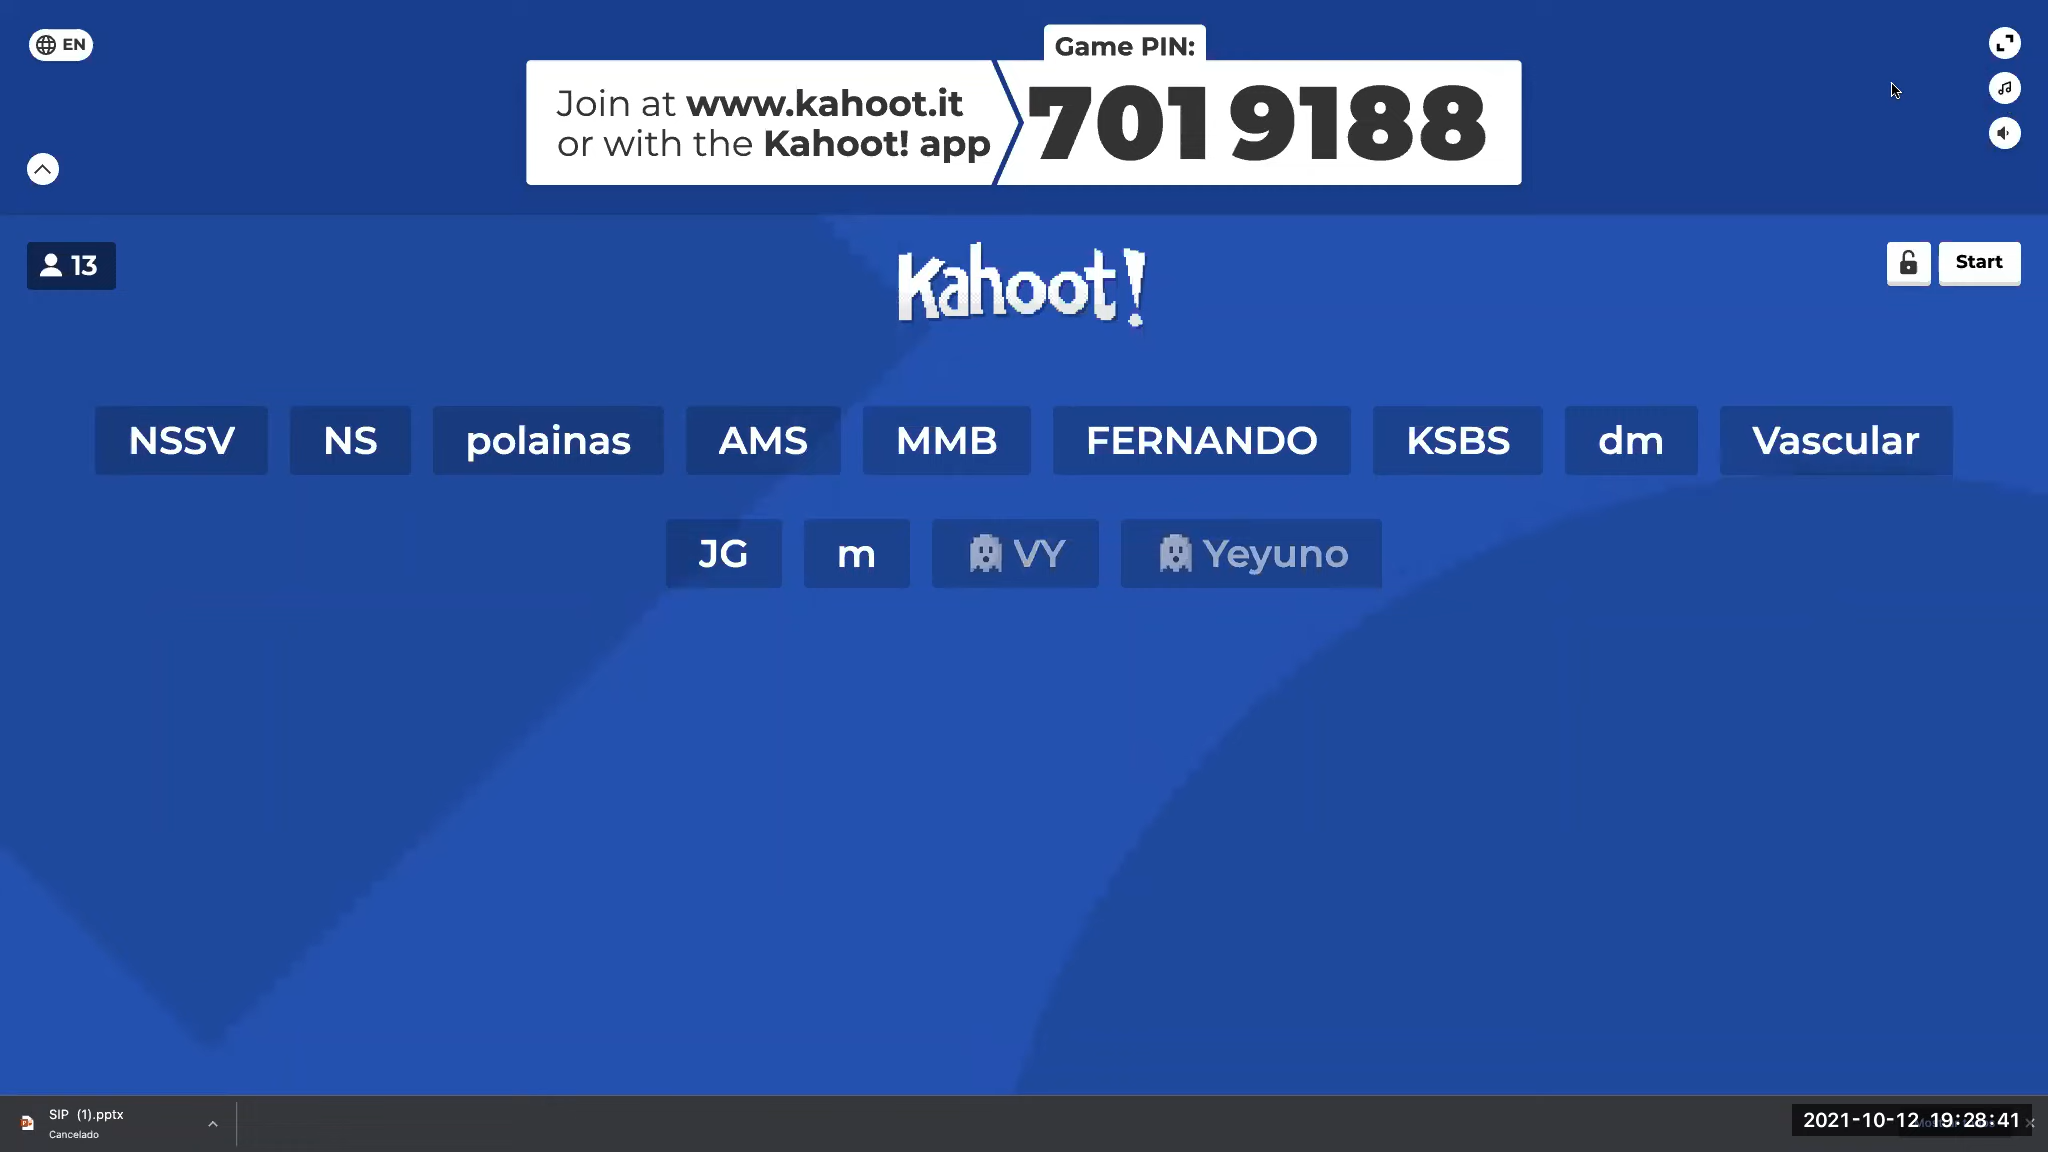 EN
Game PIN:
Join at www.kahoot.it
or with the Kahoot! app
701 9188
13
Kahoot!
Start
NSSV NS polainas AMS MMB FERNANDO KSBS dm Vascular
JG m VY Yeyuno
SIP (1).pptx
Cancelado
2021-10-12 19:28:41